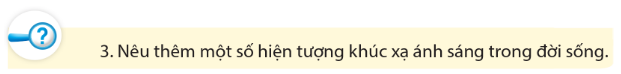 3. Nêu thêm một số hiện tượng khúc xạ ánh sáng trong đời sống.